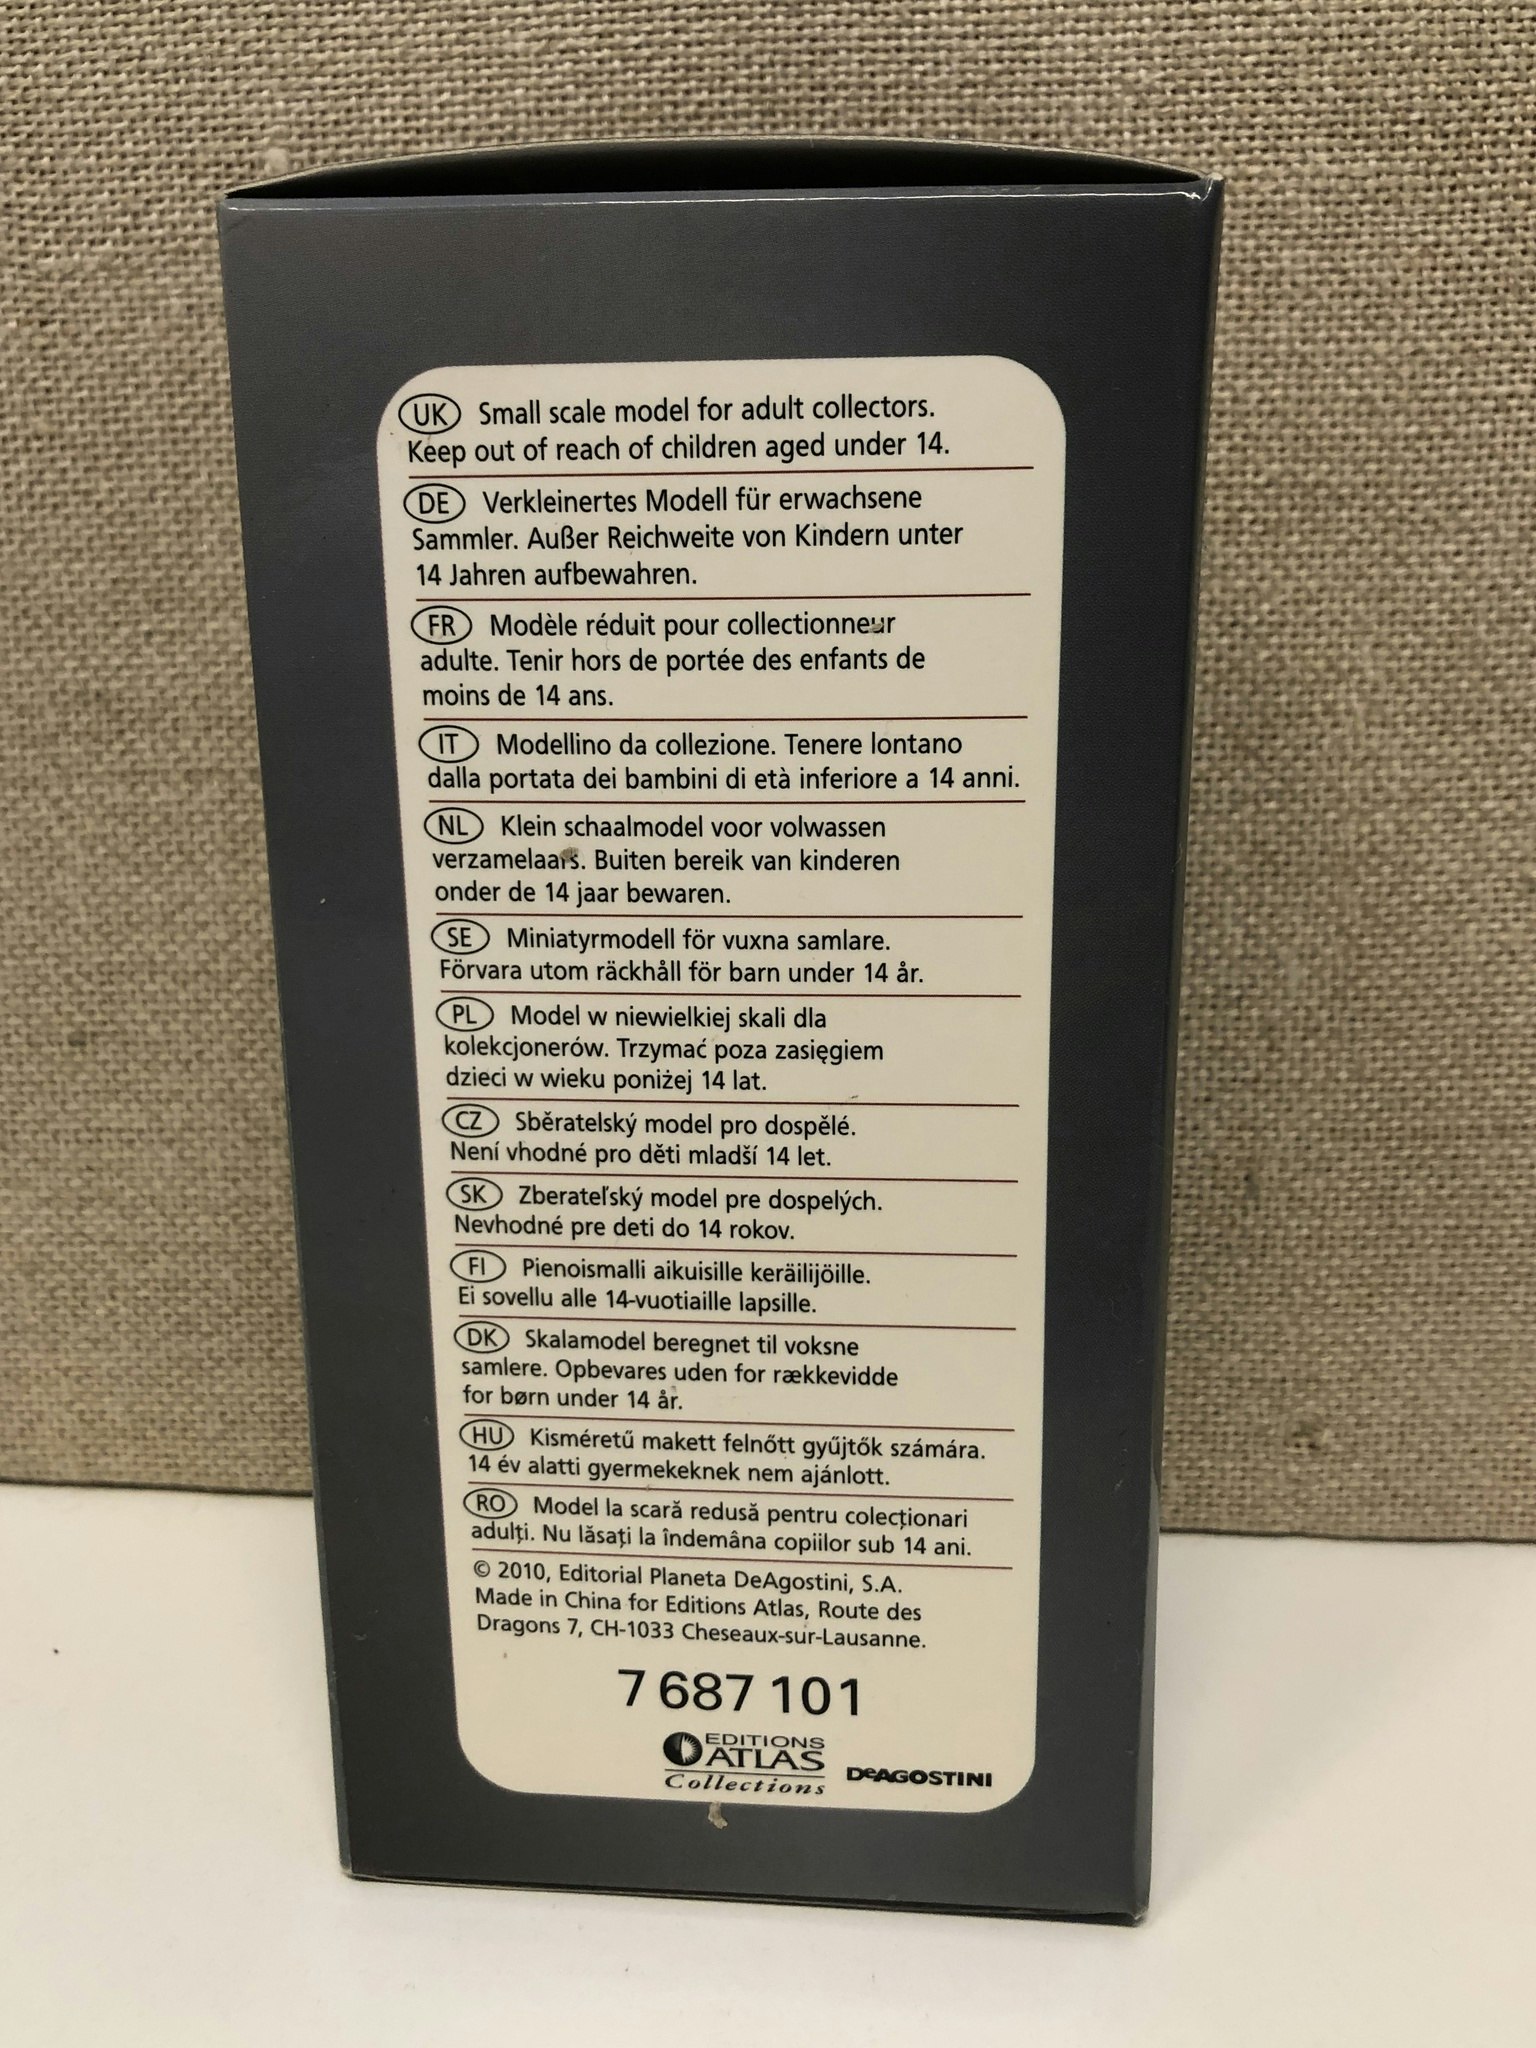 UK Small scale model for adult collectors.
Keep out of reach of children aged under 14.
DE Verkleinertes Modell für erwachsene
Sammler. Außer Reichweite von Kindern unter
14 Jahren aufbewahren.
FR Modèle réduit pour collectionneur
adulte. Tenir hors de portée des enfants de
moins de 14 ans.
IT Modellino da collezione. Tenere lontano
dalla portata dei bambini di età inferiore a 14 anni.
NL Klein schaalmodel voor volwassen
verzamelaars. Buiten bereik van kinderen
onder de 14 jaar bewaren.
SE Miniatyrmodell för vuxna samlare.
Förvara utom räckhåll för barn under 14 år.
PL Model w niewielkiej skali dla
kolekcjonerów. Trzymać poza zasięgiem
dzieci w wieku poniżej 14 lat.
CZ Sběratelský model pro dospělé.
Není vhodné pro děti mladší 14 let.
SK Zberateľský model pre dospelých.
Nevhodné pre deti do 14 rokov.
FI Pienoismalli aikuisille keräilijöille.
Ei sovellu alle 14-vuotiaille lapsille.
DK Skalamodel beregnet til voksne
samlere. Opbevares uden for rækkevidde
for børn under 14 år.
HU Kisméretű makett felnőtt gyűjtők számára.
14 év alatti gyermekeknek nem ajánlott.
RO Model la scară redusă pentru colecționari
adulți. Nu lăsați la îndemâna copiilor sub 14 ani.
© 2010, Editorial Planeta DeAgostini, S.A.
Made in China for Editions Atlas, Route des
Dragons 7, CH-1033 Cheseaux-sur-Lausanne.
7 687 101
EDITIONS
ATLAS
Collections
DeAGOSTINI